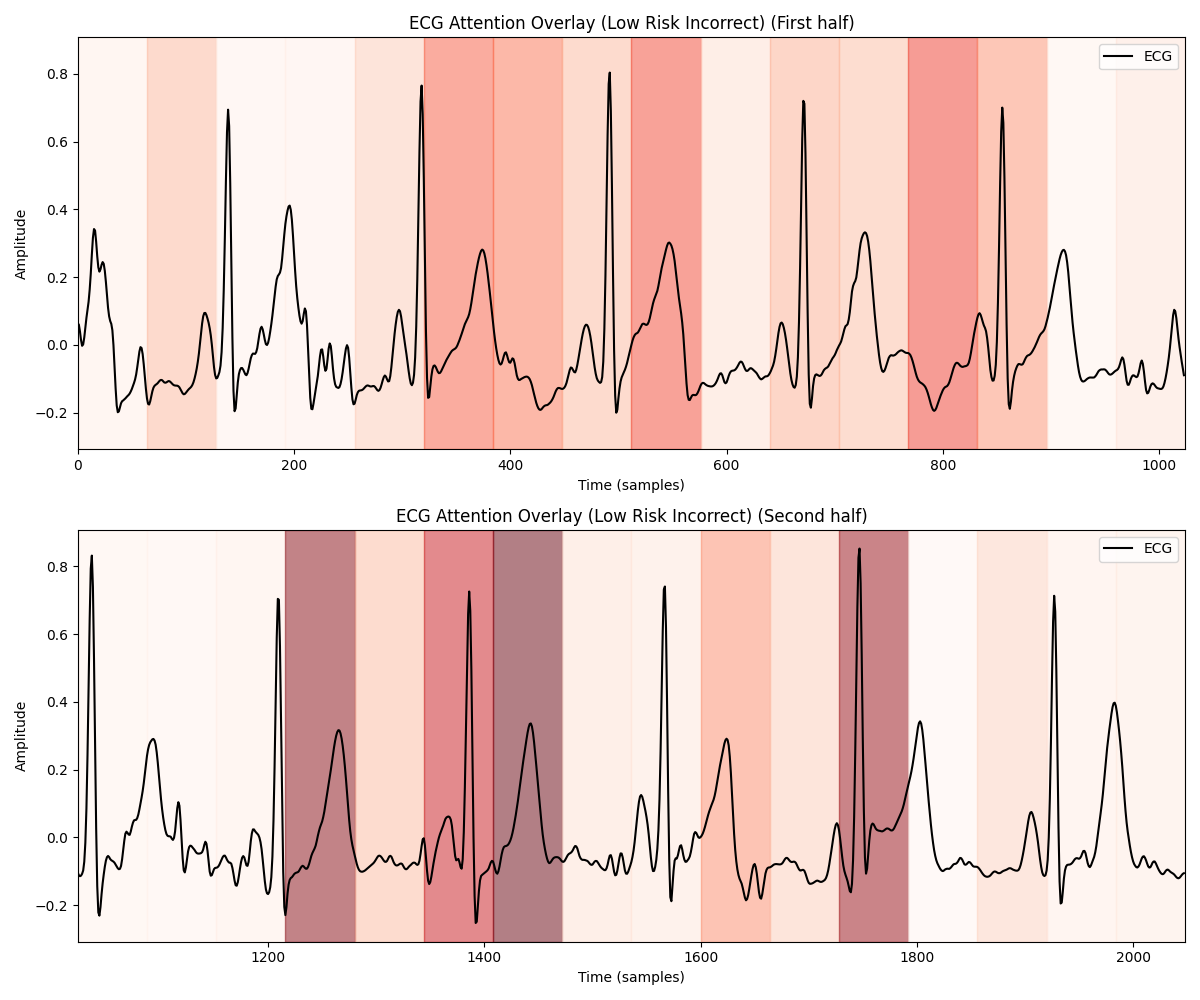 ECG Attention Overlay (Low Risk Incorrect) (First half)
ECG
Amplitude
0.8
0.6
0.4
0.2
0.0
−0.2
0 200 400 600 800 1000
Time (samples)
ECG Attention Overlay (Low Risk Incorrect) (Second half)
ECG
Amplitude
0.8
0.6
0.4
0.2
0.0
−0.2
1200 1400 1600 1800 2000
Time (samples)